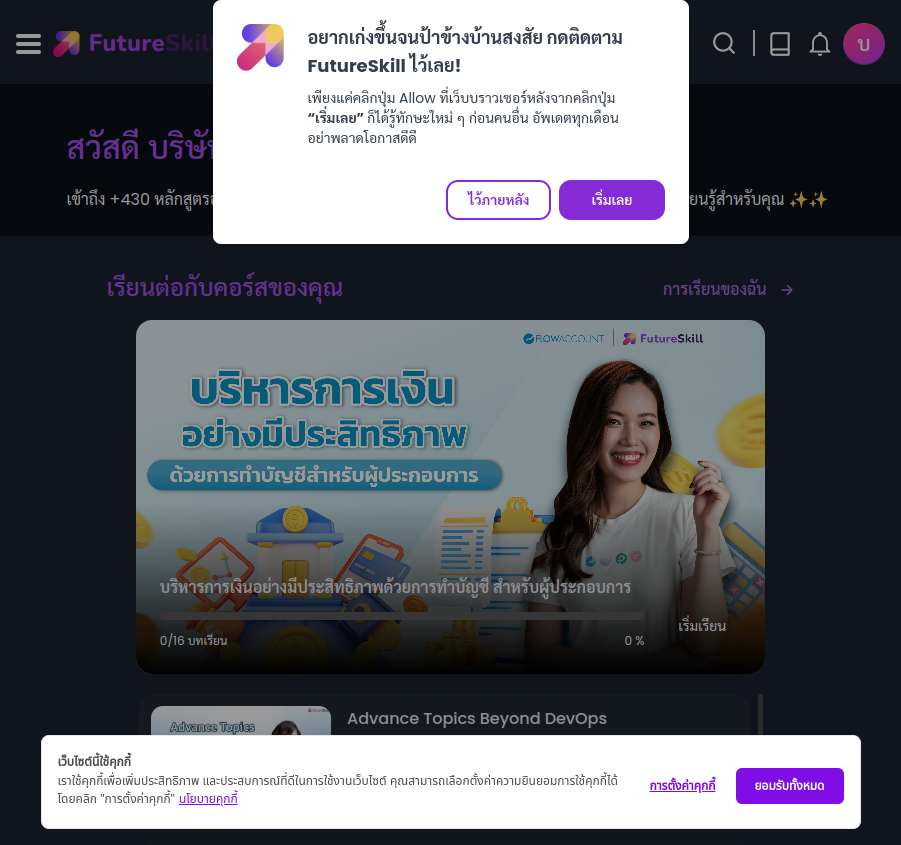 FutureSkill
อยากเก่งขึ้นจนป้าข้างบ้านสงสัย กดติดตาม
FutureSkill ไว้เลย!
เพียงแค่คลิกปุ่ม Allow ที่เว็บบราวเซอร์หลังจากคลิกปุ่ม
“เริ่มเลย” ก็ได้รู้ทักษะใหม่ ๆ ก่อนคนอื่น อัพเดตทุกเดือน
อย่าพลาดโอกาสดีดี
ไว้ภายหลัง เริ่มเลย
บ
สวัสดี
เข้าถึง +430
สำหรับคุณ ✨✨
เรียนต่อกับคอร์สของคุณ
การเรียนของฉัน →
FLOWACCOUNT | FutureSkill
บริหารการเงิน
อย่างมีประสิทธิภาพ
ด้วยการทำบัญชีสำหรับผู้ประกอบการ
บริหารการเงินอย่างมีประสิทธิภาพด้วยการทำบัญชี สำหรับผู้ประกอบการ
0/16 บทเรียน
0 %
เริ่มเรียน
Advance Topics
Advance Topics Beyond DevOps
เว็บไซต์นี้ใช้คุกกี้
เราใช้คุกกี้เพื่อเพิ่มประสิทธิภาพ และประสบการณ์ที่ดีในการใช้งานเว็บไซต์ คุณสามารถเลือกตั้งค่าความยินยอมการใช้คุกกี้ได้
โดยคลิก "การตั้งค่าคุกกี้" นโยบายคุกกี้
การตั้งค่าคุกกี้
ยอมรับทั้งหมด